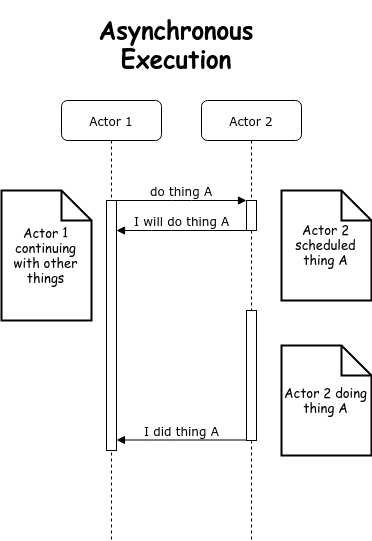 Asynchronous
Execution
Actor 1
Actor 2
do thing A
I will do thing A
Actor 1
continuing
with other
things
Actor 2
scheduled
thing A
Actor 2 doing
thing A
I did thing A